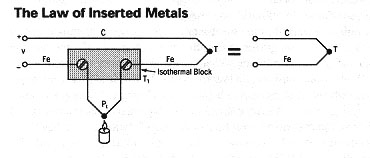 The Law of Inserted Metals
+ C
V
- Fe Fe T = C
Fe T
Isothermal Block
T1
Pt